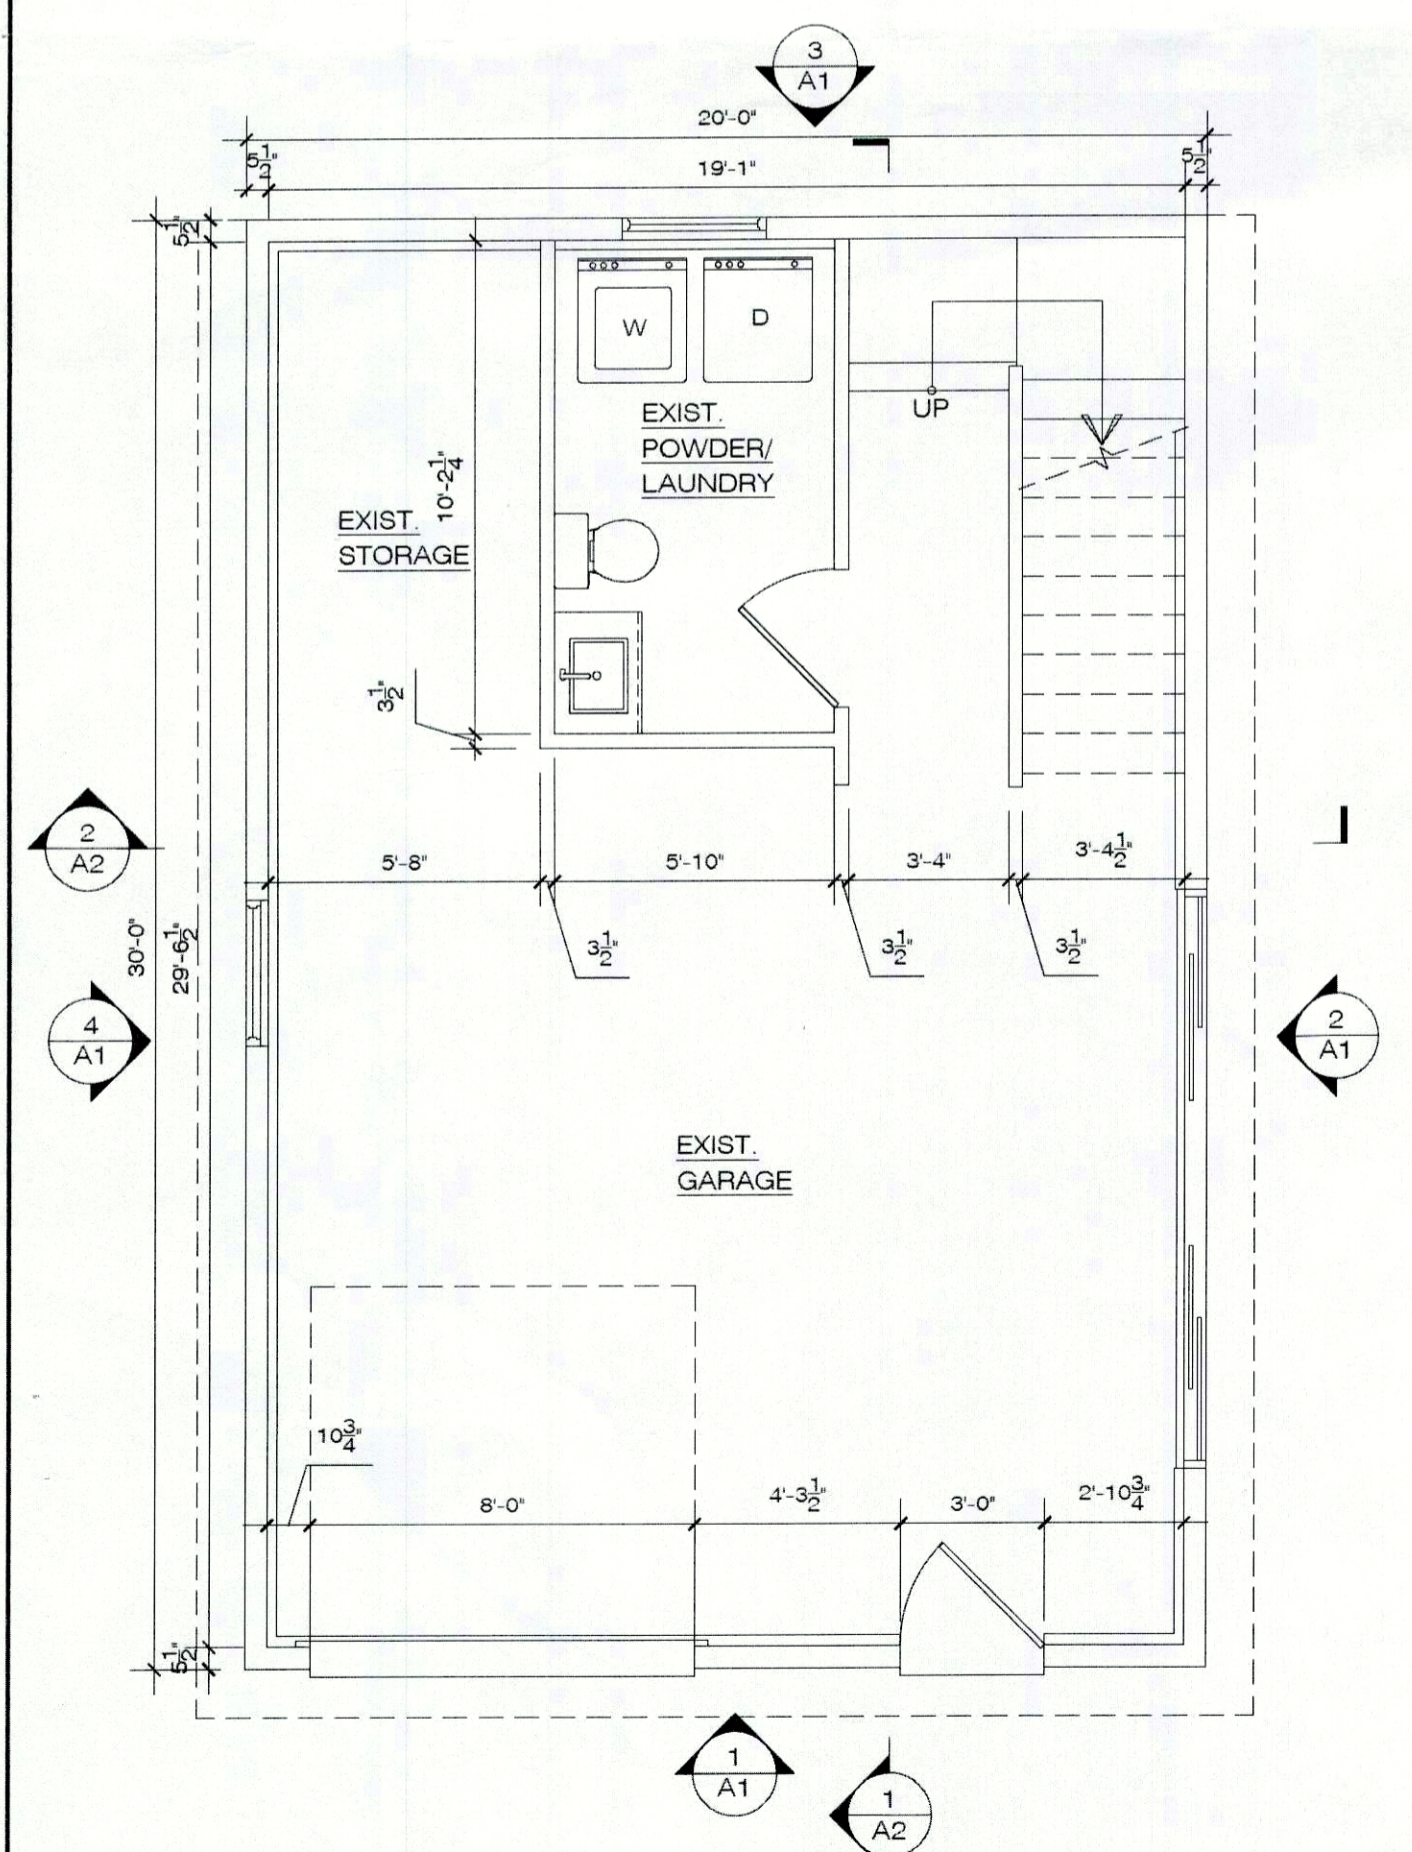 3
A1
20'-0"
5 1/2"
19'-1"
5 1/2"
5 1/2"
W
D
UP
EXIST.
POWDER/
LAUNDRY
10'-2 1/4"
EXIST.
STORAGE
3 1/2"
2
A2
5'-8"
5'-10"
3'-4"
3'-4 1/2"
3 1/2"
3 1/2"
3 1/2"
30'-0"
29'-6 1/2"
4
A1
2
A1
EXIST.
GARAGE
10 3/4"
8'-0"
4'-3 1/2"
3'-0"
2'-10 3/4"
5 1/2"
1
A1
1
A2